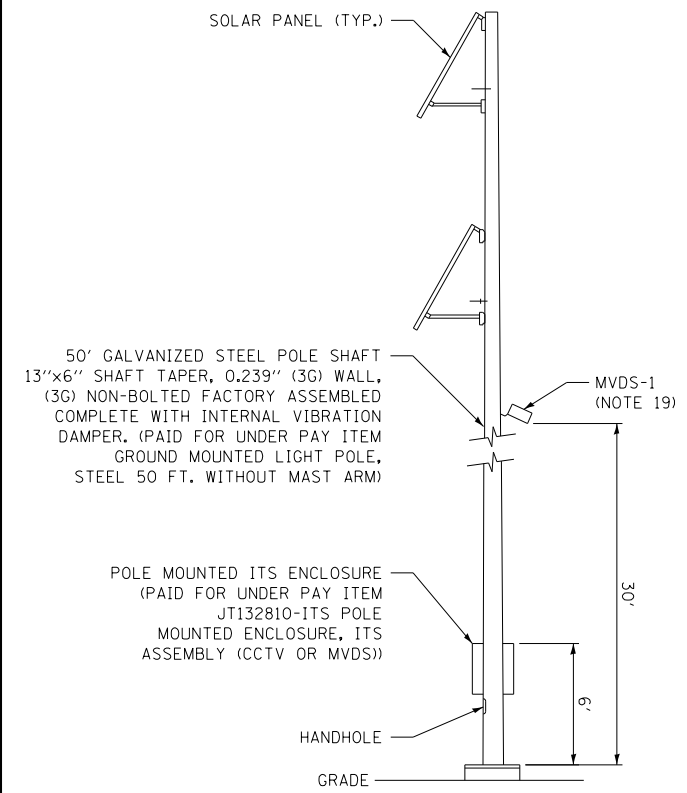 SOLAR PANEL (TYP.)
50' GALVANIZED STEEL POLE SHAFT
13''x6'' SHAFT TAPER, 0.239'' (3G) WALL,
(3G) NON-BOLTED FACTORY ASSEMBLED
COMPLETE WITH INTERNAL VIBRATION
DAMPER. (PAID FOR UNDER PAY ITEM
GROUND MOUNTED LIGHT POLE,
STEEL 50 FT. WITHOUT MAST ARM)
MVDS-1
(NOTE 19)
30'
POLE MOUNTED ITS ENCLOSURE
(PAID FOR UNDER PAY ITEM
JT132810-ITS POLE
MOUNTED ENCLOSURE, ITS
ASSEMBLY (CCTV OR MVDS))
6'
HANDHOLE
GRADE